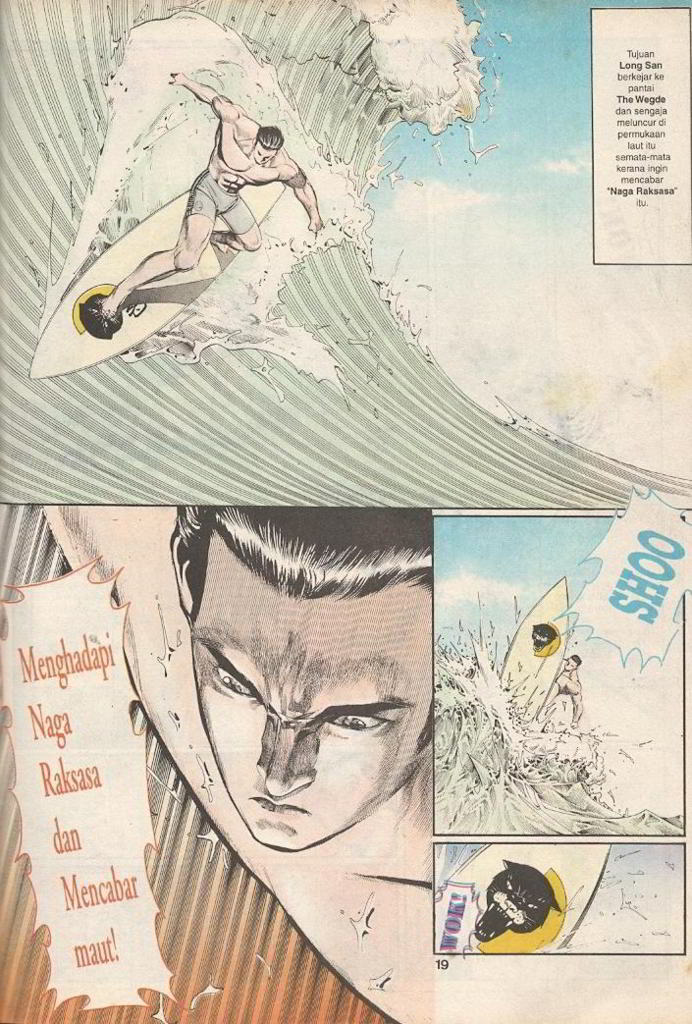 Tujuan
Long San
berkejar ke
pantai
The Wegde
dan sengaja
meluncur di
permukaan
laut itu
semata-mata
kerana ingin
mencabar
"Naga Raksasa"
itu.
Menghadapi
Naga
Raksasa
dan
Mencabar
maut!
SHOO
WOK!
19